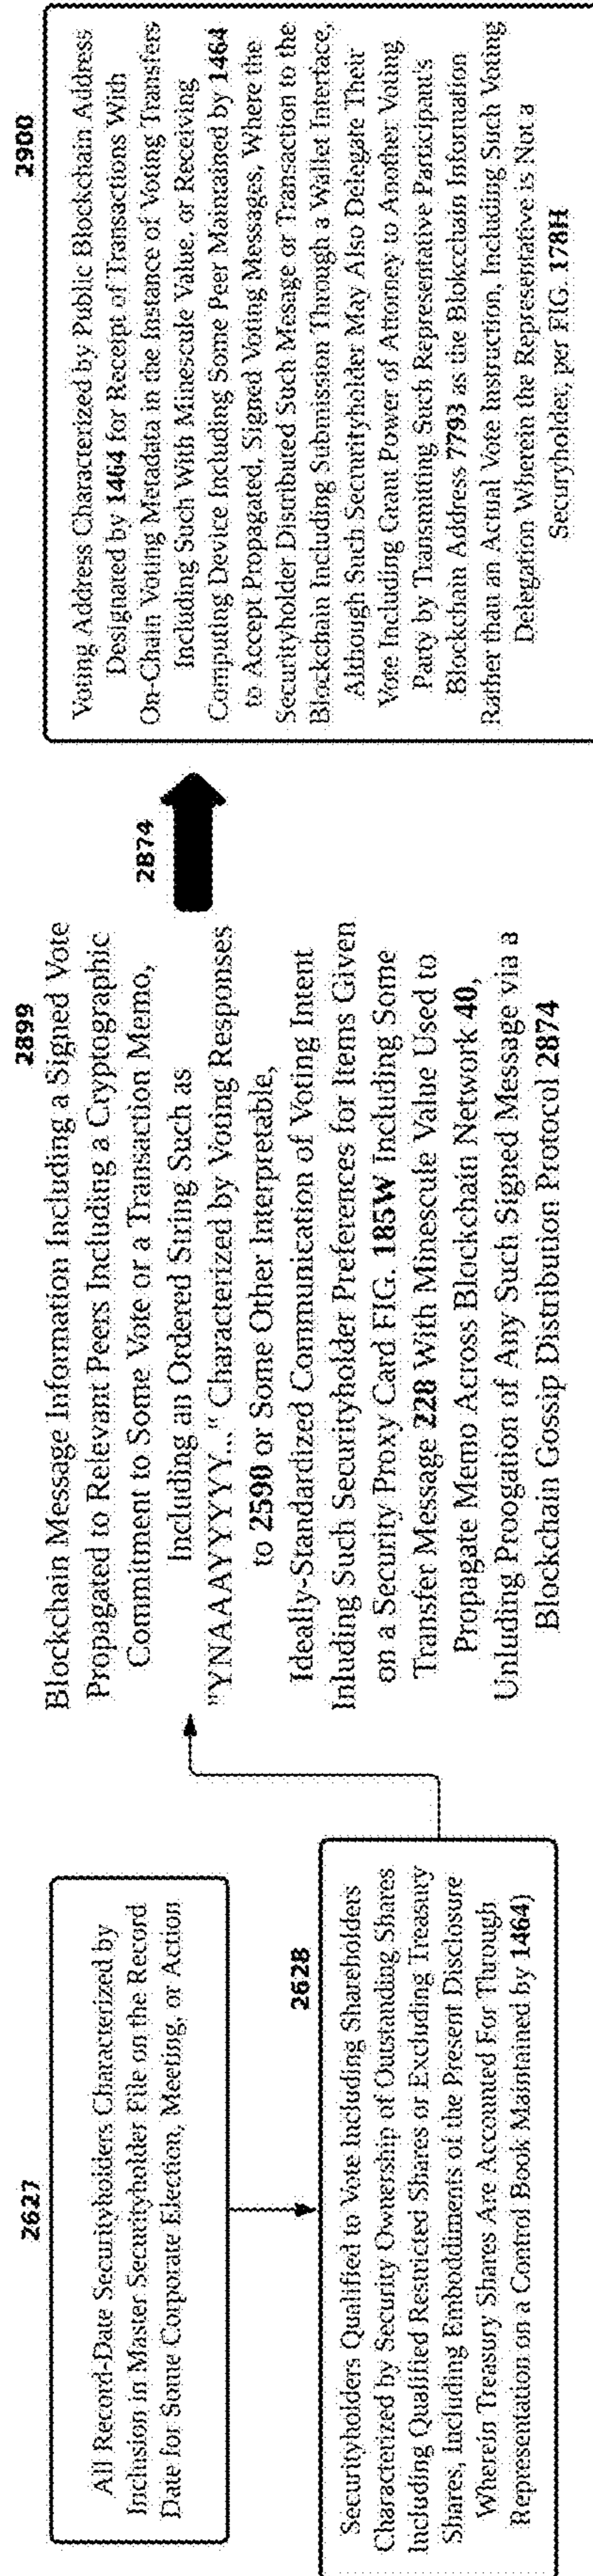 2627
All Record-Date Securityholders Characterized by
Inclusion in Master Securityholder File on the Record
Date for Some Corporate Election, Meeting, or Action
2628
Securityholders Qualified to Vote Including Shareholders
Characterized by Security Ownership of Outstanding Shares
Including Qualified Restricted Shares or Excluding Treasury
Shares, Including Embodiments of the Present Disclosure
Wherein Treasury Shares Are Accounted For Through
Representation on a Control Book Maintained by 1464)
2899
Blockchain Message Information Including a Signed Vote
Propagated to Relevant Peers Including a Cryptographic
Commitment to Some Vote or a Transaction Memo,
Including an Ordered String Such as
"YNAAAYYYYY.." Characterized by Voting Responses
to 2590 or Some Other Interpretable,
Ideally-Standardized Communication of Voting Intent
Inluding Such Securityholder Preferences for Items Given
on a Security Proxy Card FIG. 185W Including Some
Transfer Message 228 With Minescule Value Used to
Propagate Memo Across Blockchain Network 40,
Unluding Proogation of Any Such Signed Message via a
Blockchain Gossip Distribution Protocol 2874
2874
2900
Voting Address Characterized by Public Blockchain Address
Designated by 1464 for Receipt of Transactions With
On-Chain Voting Metadata in the Instance of Voting Transfers
Including Such With Minescule Value, or Receiving
Computing Device Including Some Peer Maintained by 1464
to Accept Propagated, Signed Voting Messages, Where the
Securityholder Distributed Such Mesage or Transaction to the
Blockchain Including Submission Through a Wallet Interface,
Although Such Securityholder May Also Delegate Their
Vote Including Grant Power of Attorney to Another Voting
Party by Transmiting Such Representative Participant's
Blockchain Address 7793 as the Blokcchain Information
Rather than an Actual Vote Instruction, Including Such Voting
Delegation Wherein the Representative is Not a
Securyholder, per FIG. 178H